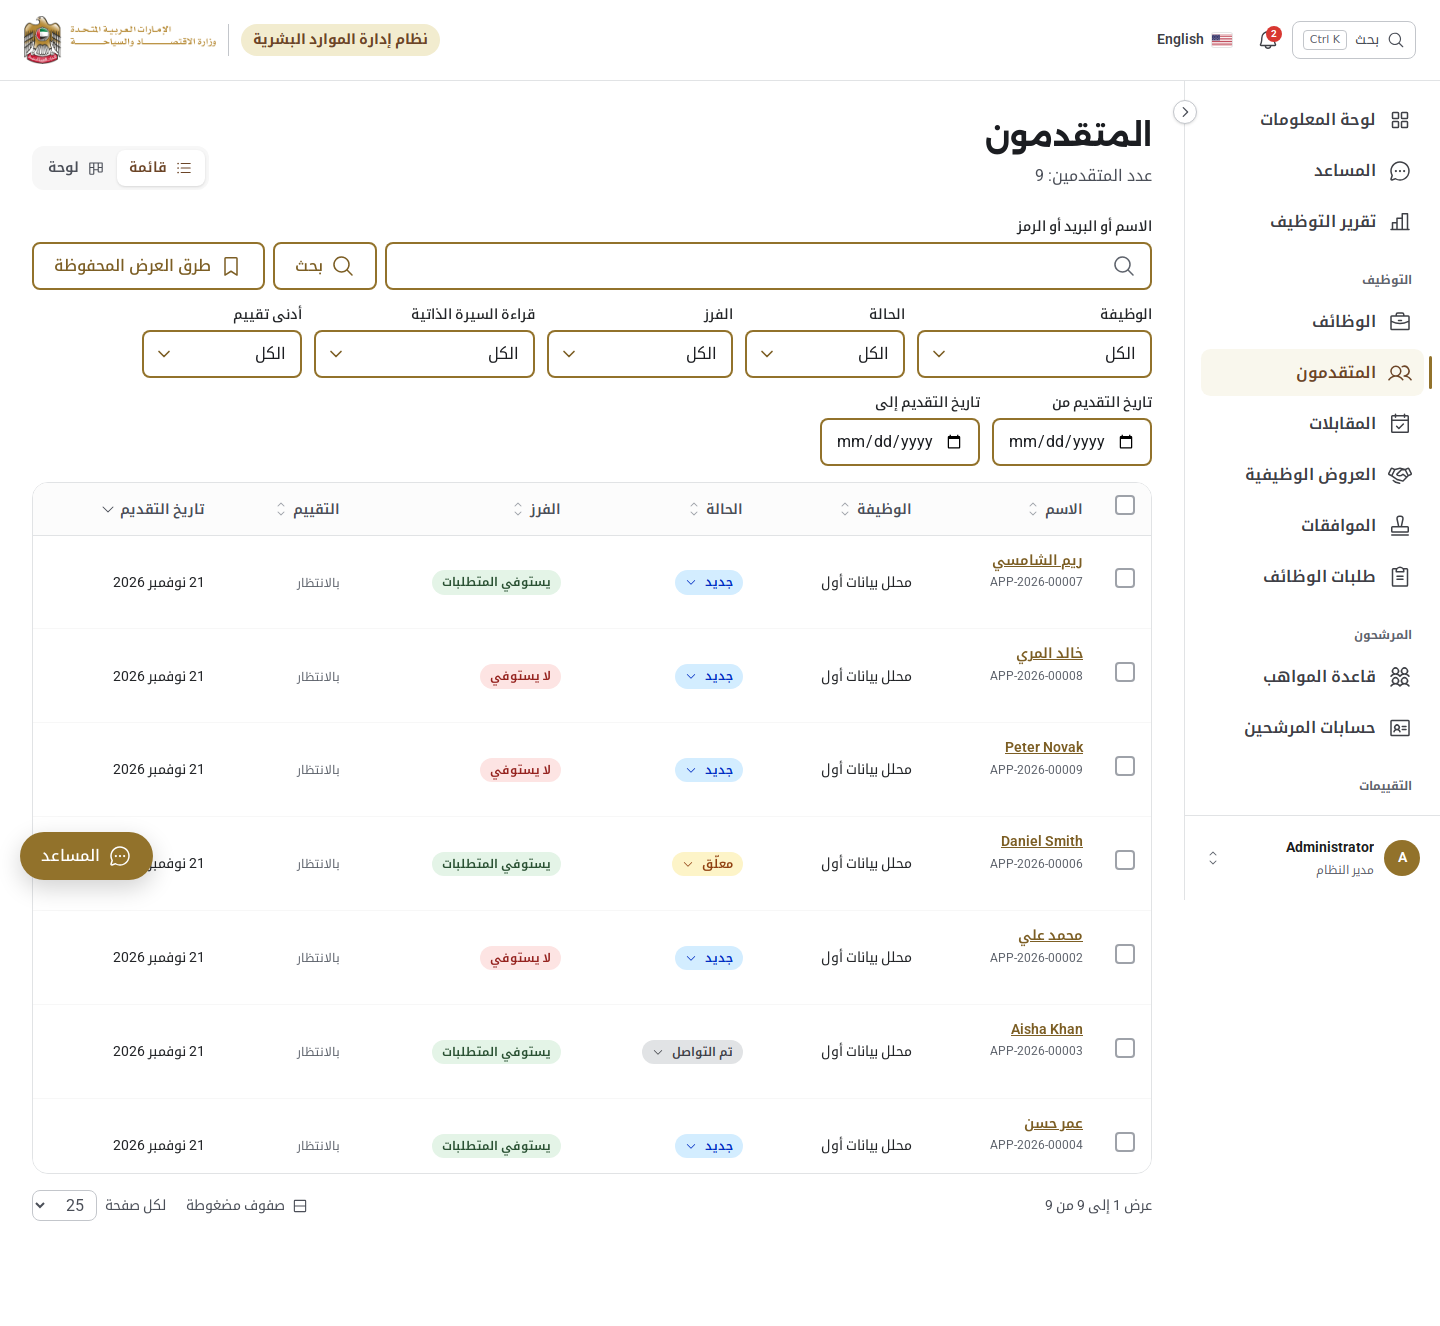 الإمارات العربية المتحدة
وزارة الاقتصاد والسياحة
نظام إدارة الموارد البشرية
English
2
بحث Ctrl K
لوحة المعلومات
المساعد
تقرير التوظيف
التوظيف
الوظائف
المتقدمون
المقابلات
العروض الوظيفية
الموافقات
طلبات الوظائف
المرشحون
قاعدة المواهب
حسابات المرشحين
التقييمات
A
Administrator
مدير النظام
المتقدمون
عدد المتقدمين: 9
قائمة لوحة
الاسم أو البريد أو الرمز
بحث طرق العرض المحفوظة
الوظيفة الحالة الفرز قراءة السيرة الذاتية أدنى تقييم
الكل الكل الكل الكل الكل
تاريخ التقديم من تاريخ التقديم إلى
mm/dd/yyyy mm/dd/yyyy
الاسم الوظيفة الحالة الفرز التقييم تاريخ التقديم
ريم الشامسي
APP-2026-00007 محلل بيانات أول جديد يستوفي المتطلبات بالانتظار 21 نوفمبر 2026
خالد المري
APP-2026-00008 محلل بيانات أول جديد لا يستوفي بالانتظار 21 نوفمبر 2026
Peter Novak
APP-2026-00009 محلل بيانات أول جديد لا يستوفي بالانتظار 21 نوفمبر 2026
Daniel Smith
APP-2026-00006 محلل بيانات أول معلّق يستوفي المتطلبات بالانتظار 21 نوفمبر
المساعد
محمد علي
APP-2026-00002 محلل بيانات أول جديد لا يستوفي بالانتظار 21 نوفمبر 2026
Aisha Khan
APP-2026-00003 محلل بيانات أول تم التواصل يستوفي المتطلبات بالانتظار 21 نوفمبر 2026
عمر حسن
APP-2026-00004 محلل بيانات أول جديد يستوفي المتطلبات بالانتظار 21 نوفمبر 2026
عرض 1 إلى 9 من 9
صفوف مضغوطة لكل صفحة 25